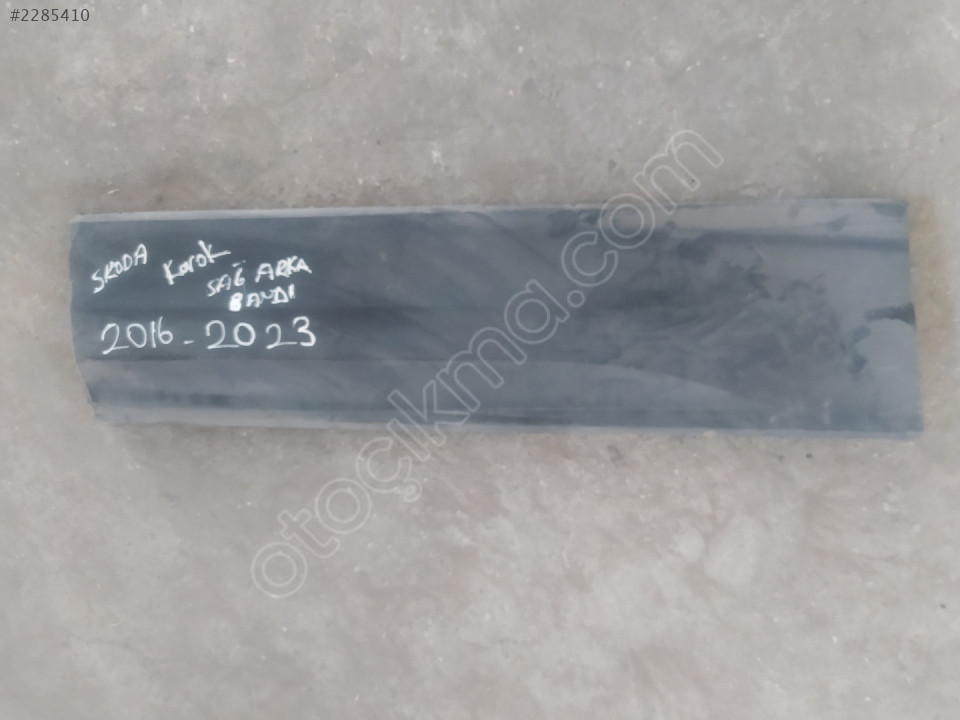 #2285410
SKODA Karok
SAĞ ARKA
BANDI
2016-2023
otoçıkma.com